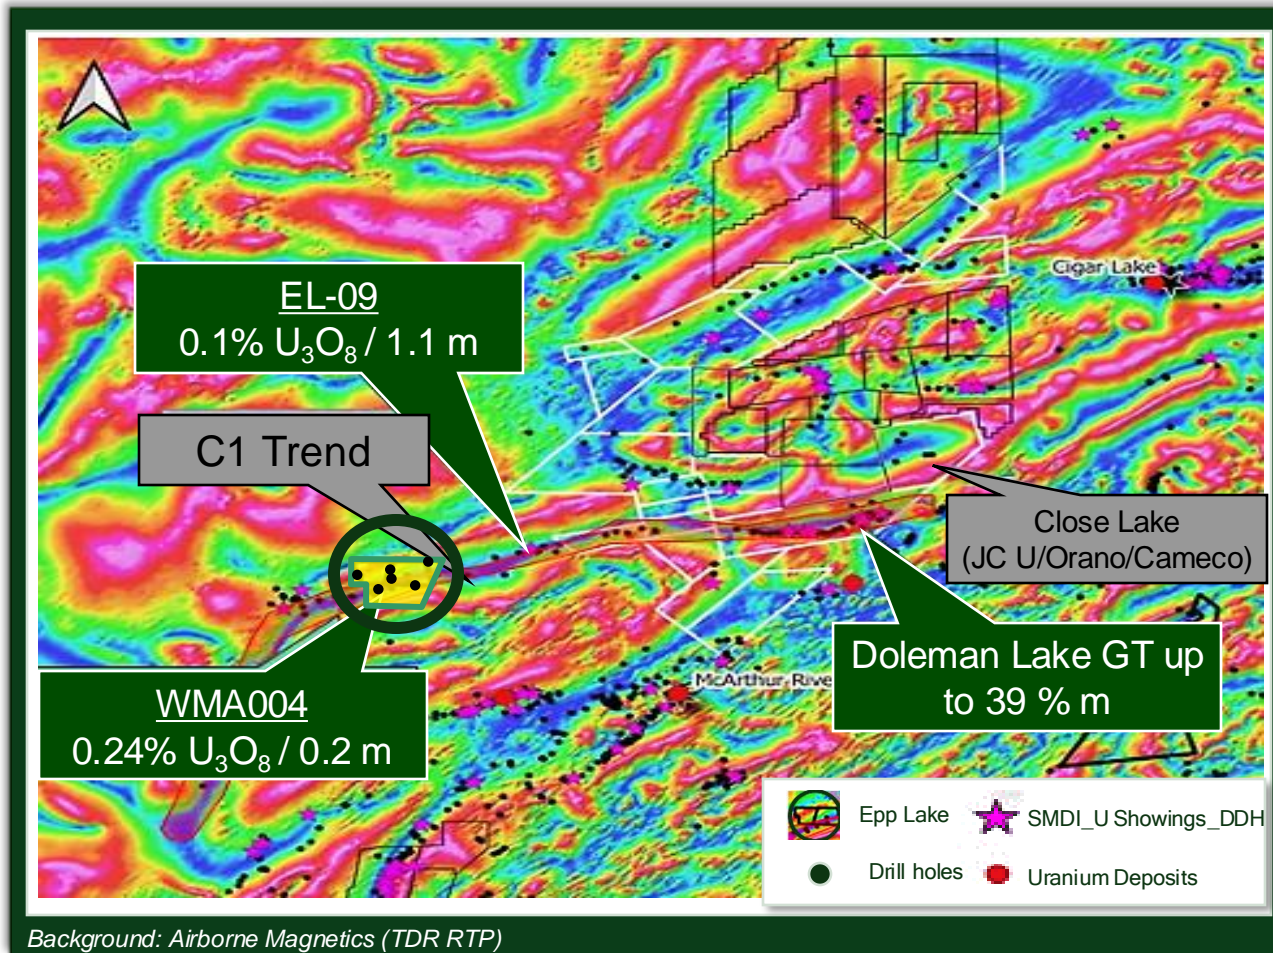 Cigar Lake
EL-09
0.1% U₃O₈ / 1.1 m
C1 Trend
Close Lake
(JC U/Orano/Cameco)
Doleman Lake GT up
to 39 % m
McArthur Rive
WMA004
0.24% U₃O₈ / 0.2 m
Epp Lake
SMDI_U Showings_DDH
Drill holes
Uranium Deposits
Background: Airborne Magnetics (TDR RTP)